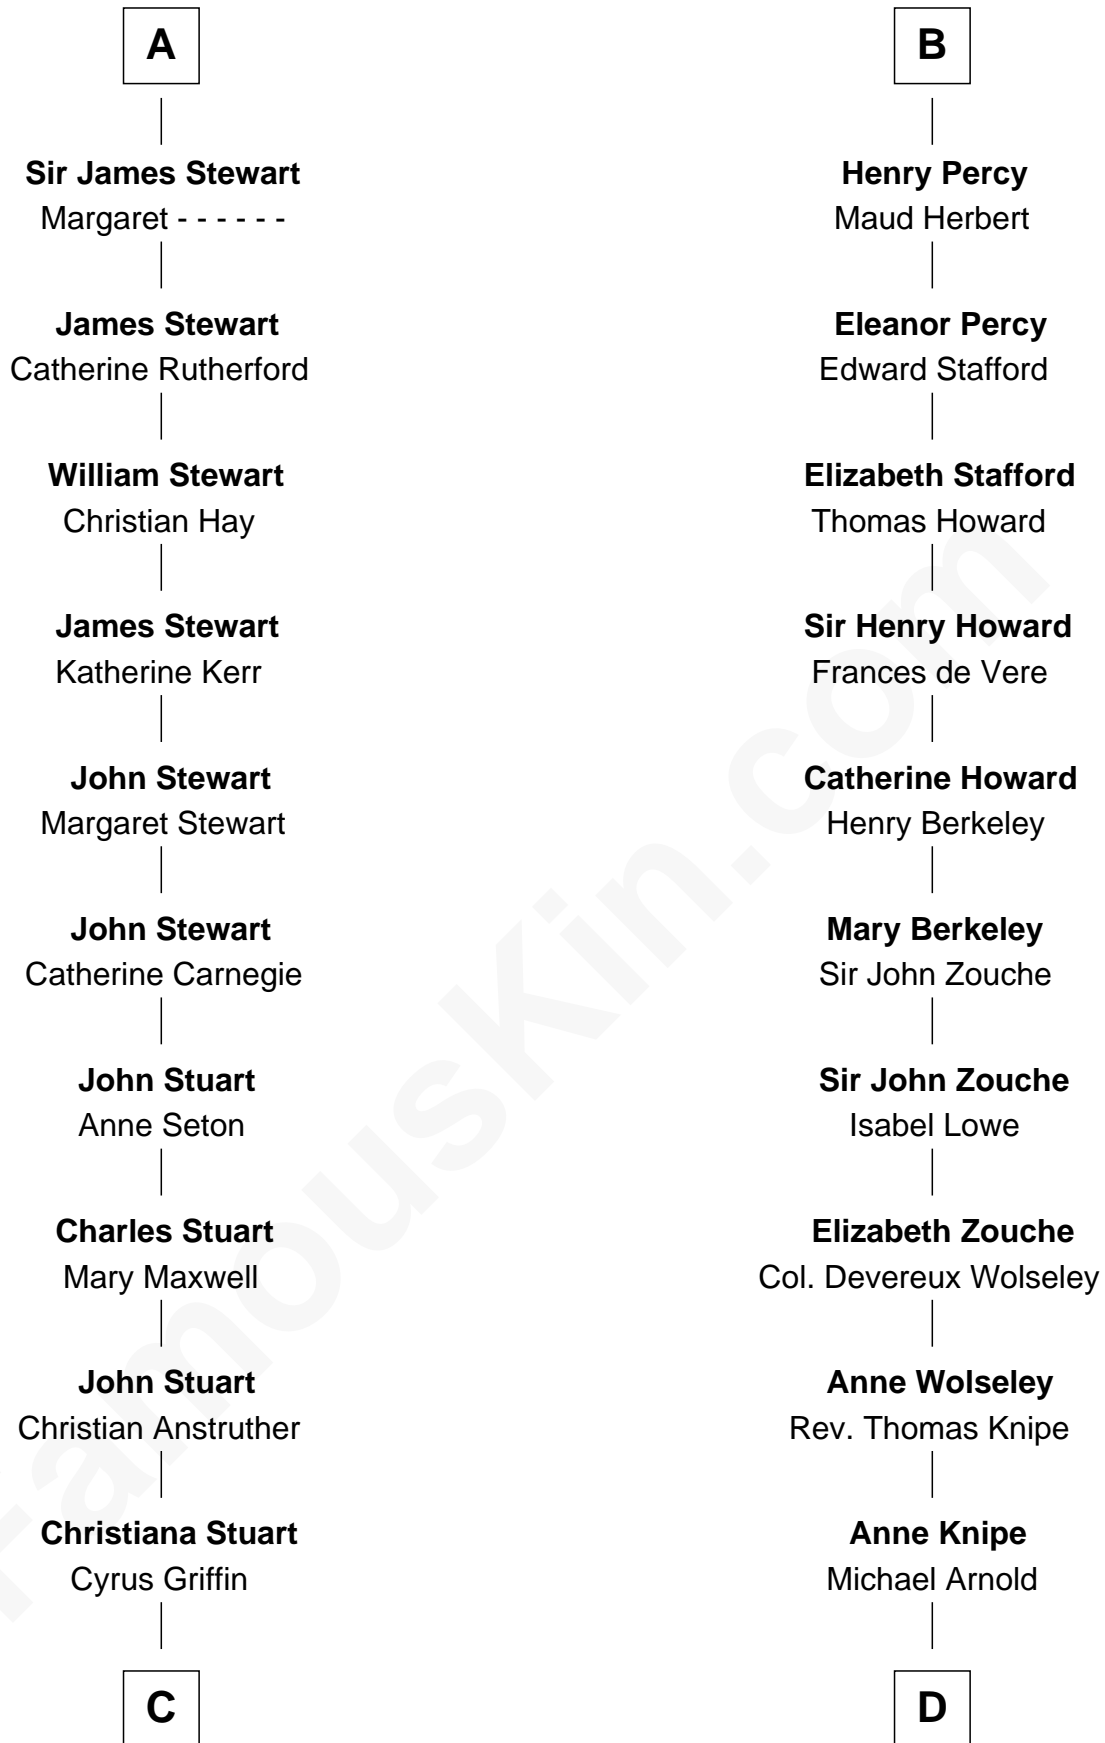 A
Sir James Stewart
Margaret - - - - - -
James Stewart
Catherine Rutherford
William Stewart
Christian Hay
James Stewart
Katherine Kerr
John Stewart
Margaret Stewart
John Stewart
Catherine Carnegie
John Stuart
Anne Seton
Charles Stuart
Mary Maxwell
John Stuart
Christian Anstruther
Christiana Stuart
Cyrus Griffin
C
B
Henry Percy
Maud Herbert
Eleanor Percy
Edward Stafford
Elizabeth Stafford
Thomas Howard
Sir Henry Howard
Frances de Vere
Catherine Howard
Henry Berkeley
Mary Berkeley
Sir John Zouche
Sir John Zouche
Isabel Lowe
Elizabeth Zouche
Col. Devereux Wolseley
Anne Wolseley
Rev. Thomas Knipe
Anne Knipe
Michael Arnold
D
FamousKin.com